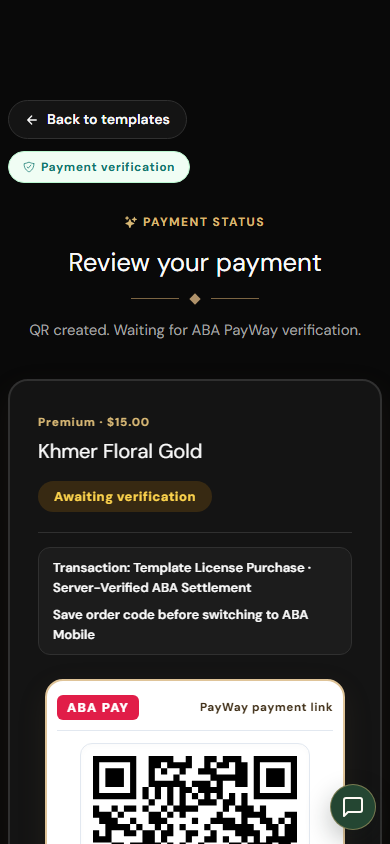 Back to templates
Payment verification
PAYMENT STATUS
Review your payment
QR created. Waiting for ABA PayWay verification.
Premium · $15.00
Khmer Floral Gold
Awaiting verification
Transaction: Template License Purchase ·
Server-Verified ABA Settlement
Save order code before switching to ABA
Mobile
ABA PAY
PayWay payment link